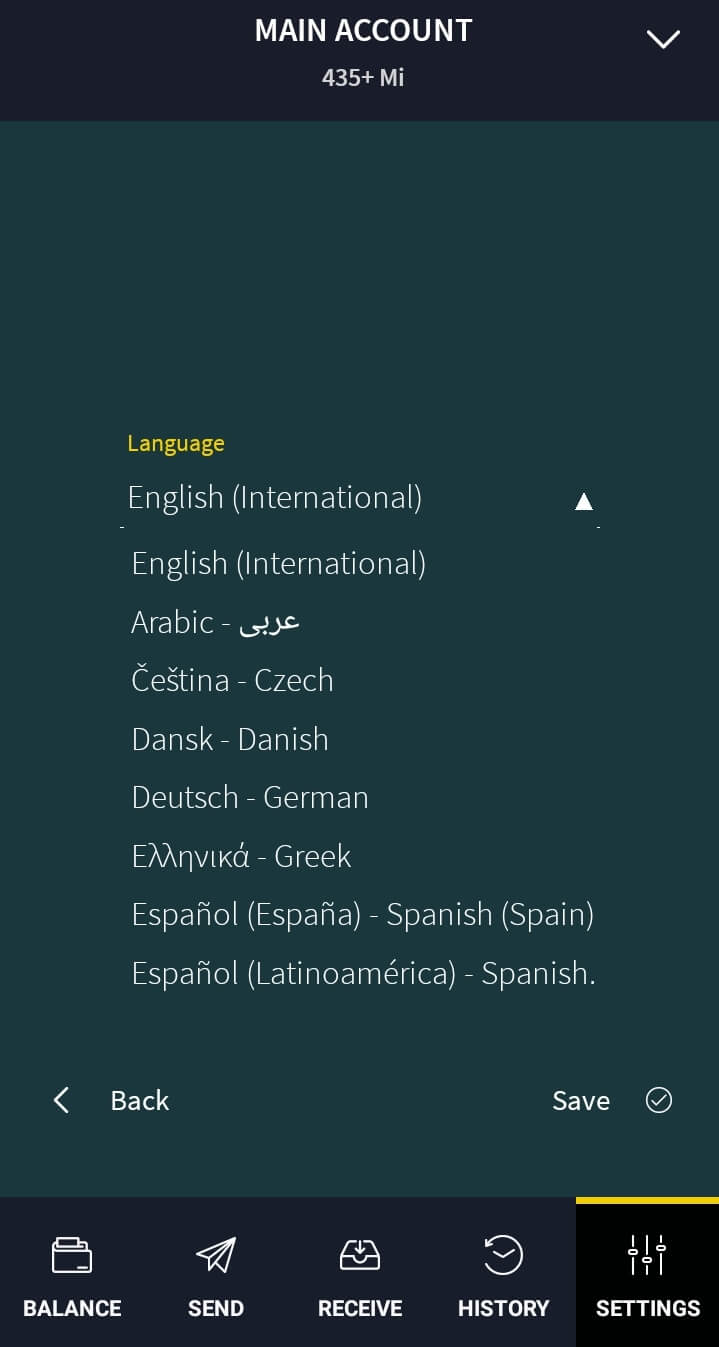 MAIN ACCOUNT
435+ Mi
Language
English (International)
English (International)
Arabic - عربى
Čeština - Czech
Dansk - Danish
Deutsch - German
Ελληνικά - Greek
Español (España) - Spanish (Spain)
Español (Latinoamérica) - Spanish.
Back
Save
BALANCE
SEND
RECEIVE
HISTORY
SETTINGS